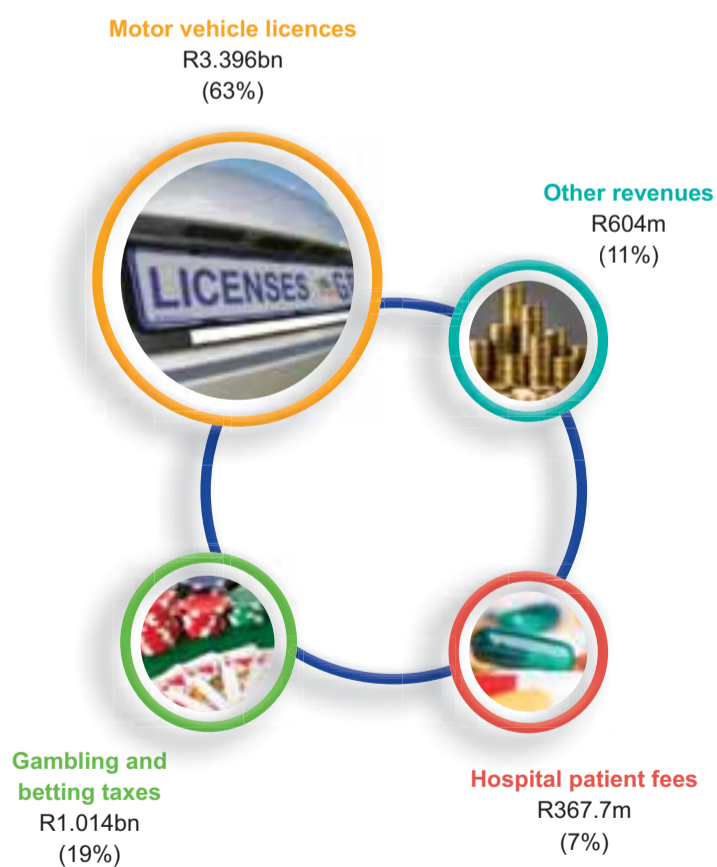 Motor vehicle licences
R3.396bn
(63%)
Other revenues
R604m
(11%)
LICENSES
Gambling and
betting taxes
R1.014bn
(19%)
Hospital patient fees
R367.7m
(7%)